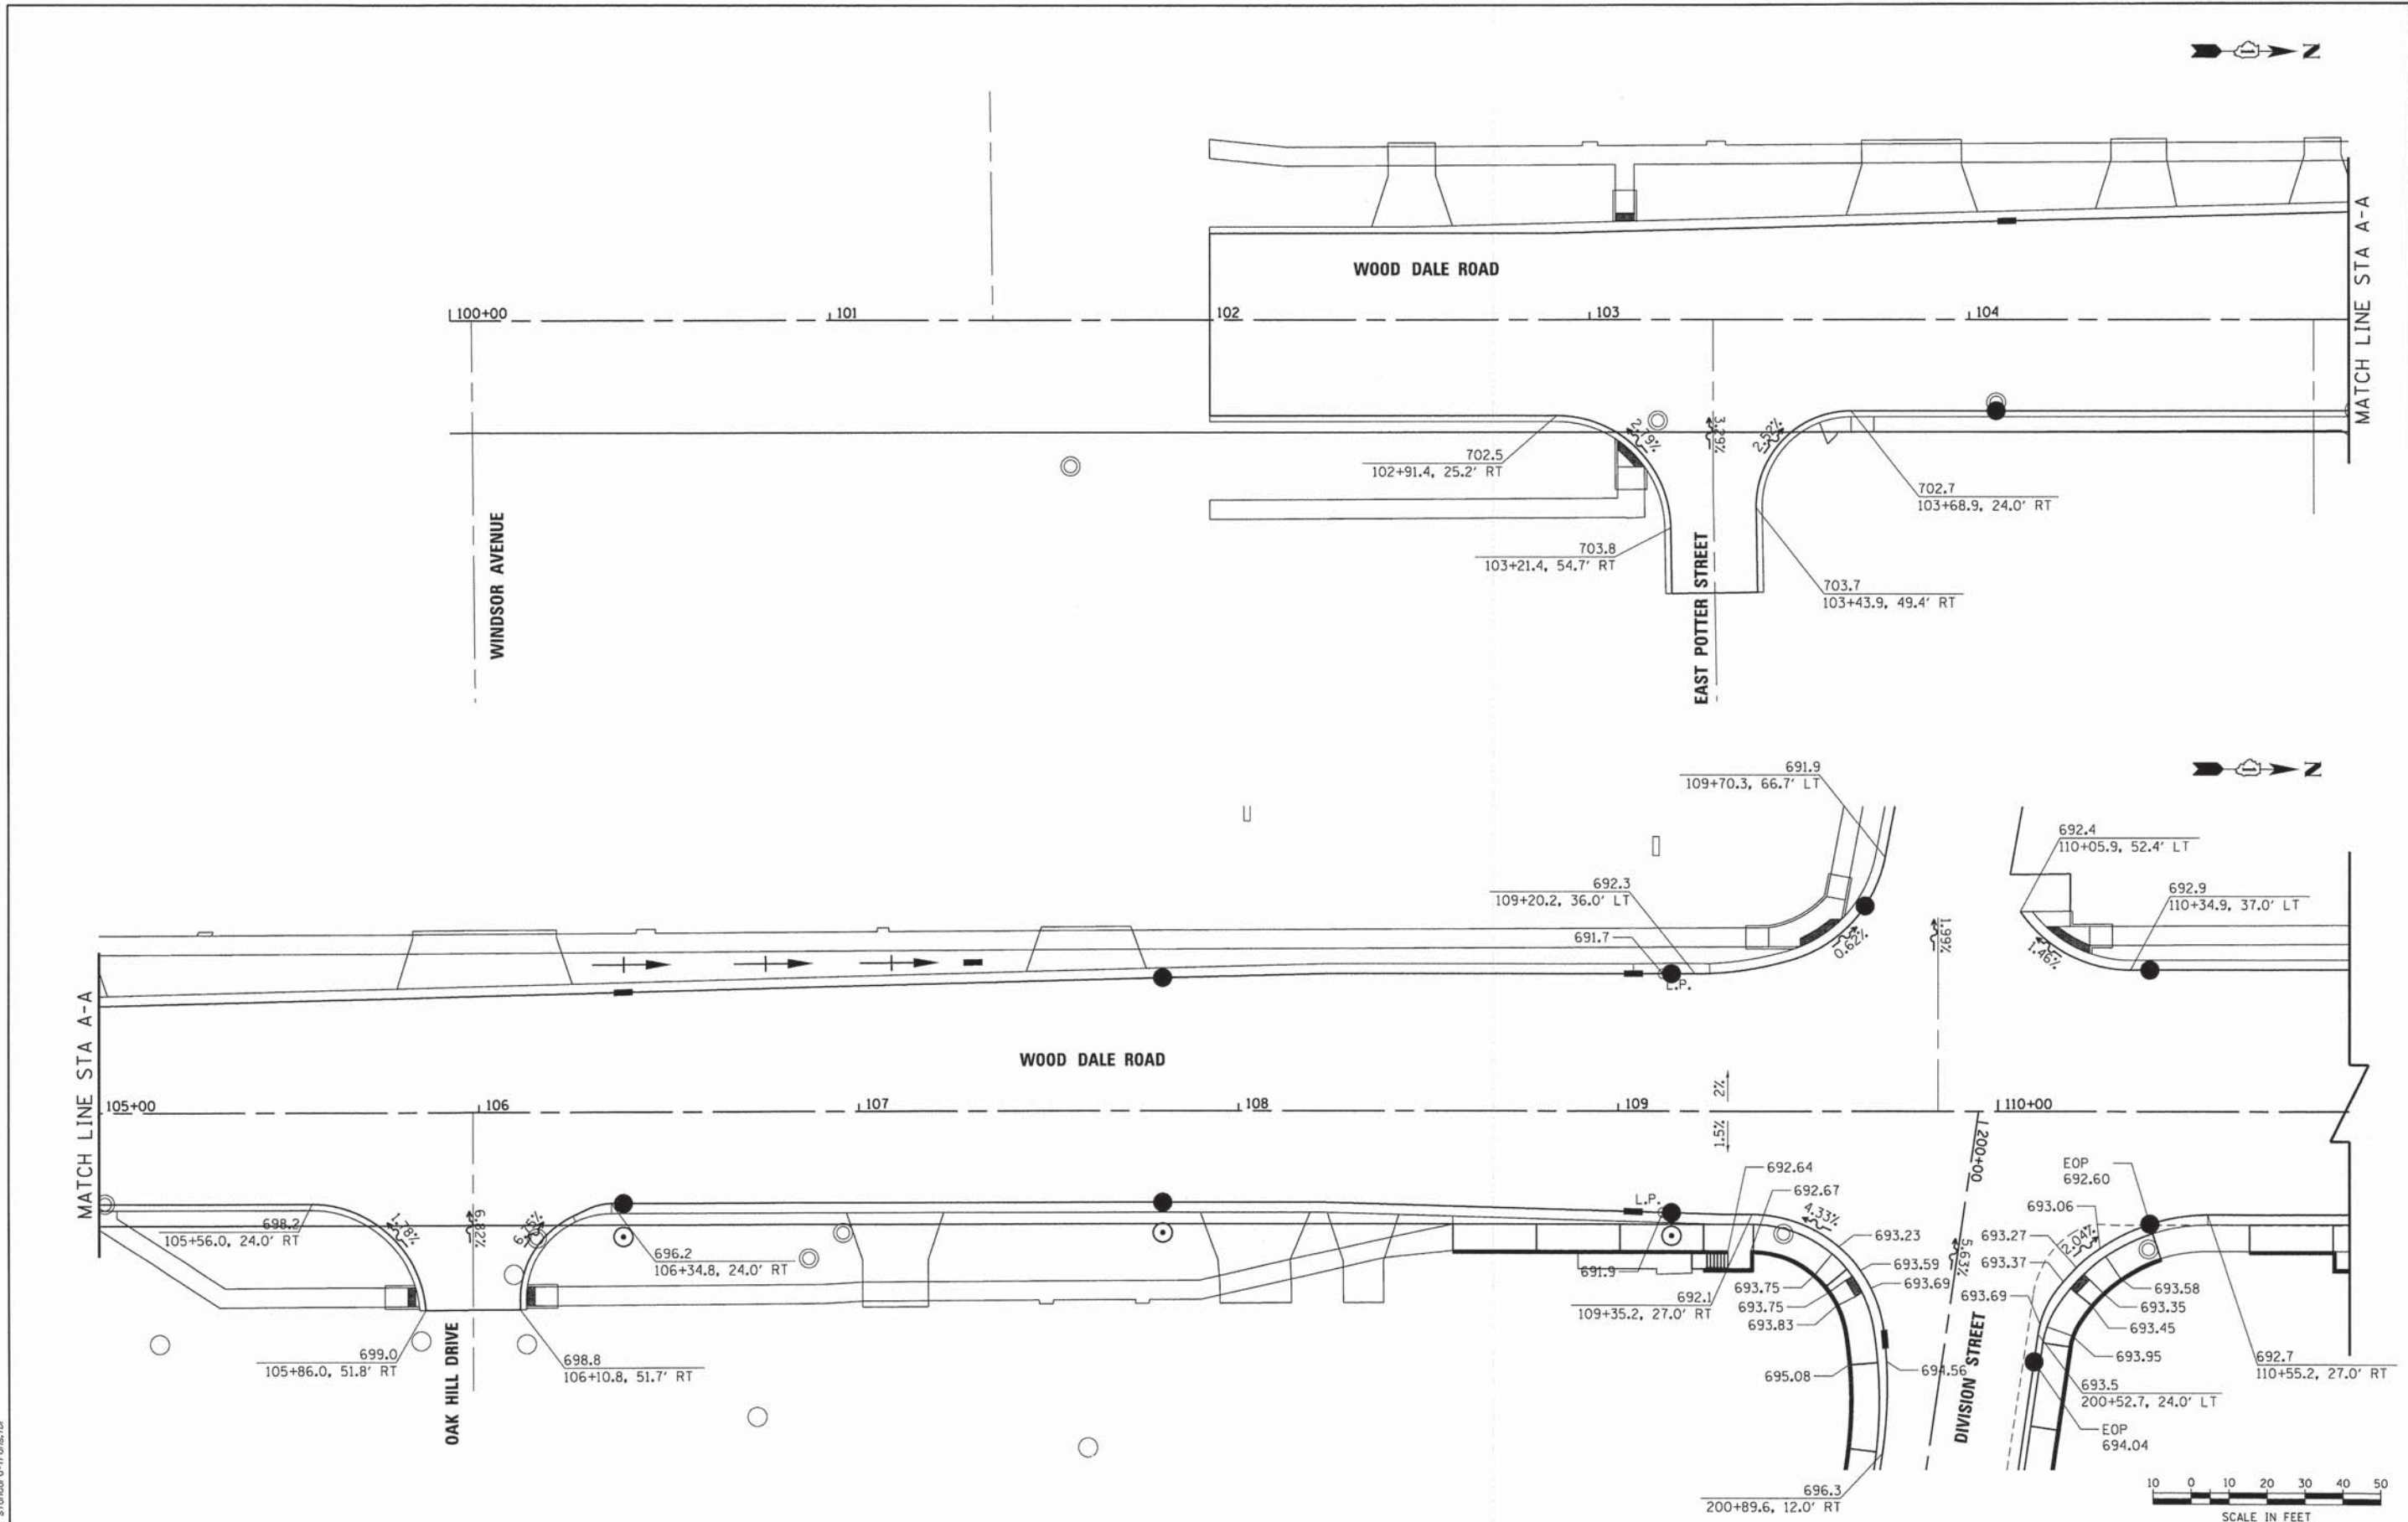 N
MATCH LINE STA A-A
WOOD DALE ROAD
100+00
101
102
103
104
2.79%
3.29%
2.52%
702.5
102+91.4, 25.2' RT
702.7
103+68.9, 24.0' RT
WINDSOR AVENUE
703.8
103+21.4, 54.7' RT
EAST POTTER STREET
703.7
103+43.9, 49.4' RT
N
691.9
109+70.3, 66.7' LT
692.4
110+05.9, 52.4' LT
692.3
109+20.2, 36.0' LT
692.9
110+34.9, 37.0' LT
691.7
L.P.
0.62%
1.99%
1.46%
MATCH LINE STA A-A
WOOD DALE ROAD
105+00
106
107
108
109
110+00
2%
1.5%
200+00
698.2
105+56.0, 24.0' RT
1.78%
6.82%
696.2
106+34.8, 24.0' RT
L.P.
692.64
692.67
4.33%
693.23
693.59
693.69
5.63%
EOP
692.60
693.06
693.27
2.04%
693.37
693.69
693.58
693.35
693.45
693.95
691.9
692.1
109+35.2, 27.0' RT
693.75
693.75
693.83
699.0
105+86.0, 51.8' RT
OAK HILL DRIVE
698.8
106+10.8, 51.7' RT
695.08
694.56
DIVISION STREET
692.7
110+55.2, 27.0' RT
693.5
200+52.7, 24.0' LT
EOP
694.04
696.3
200+89.6, 12.0' RT
10 0 10 20 30 40 50
SCALE IN FEET